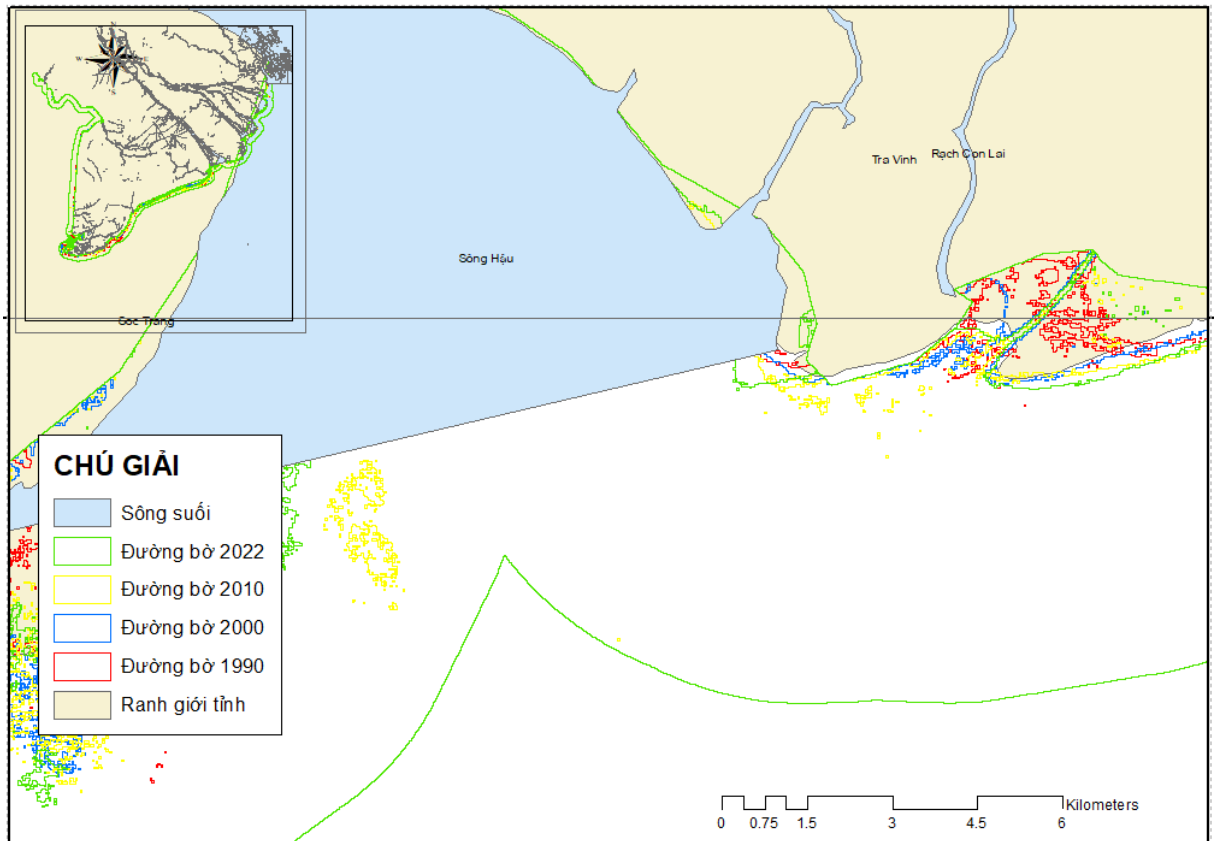 N
W
E
S
Tra Vinh
Rạch Con Lai
Sông Hậu
Soc Trang
CHÚ GIẢI
Sông suối
Đường bờ 2022
Đường bờ 2010
Đường bờ 2000
Đường bờ 1990
Ranh giới tỉnh
Kilometers
0 0.75 1.5 3 4.5 6